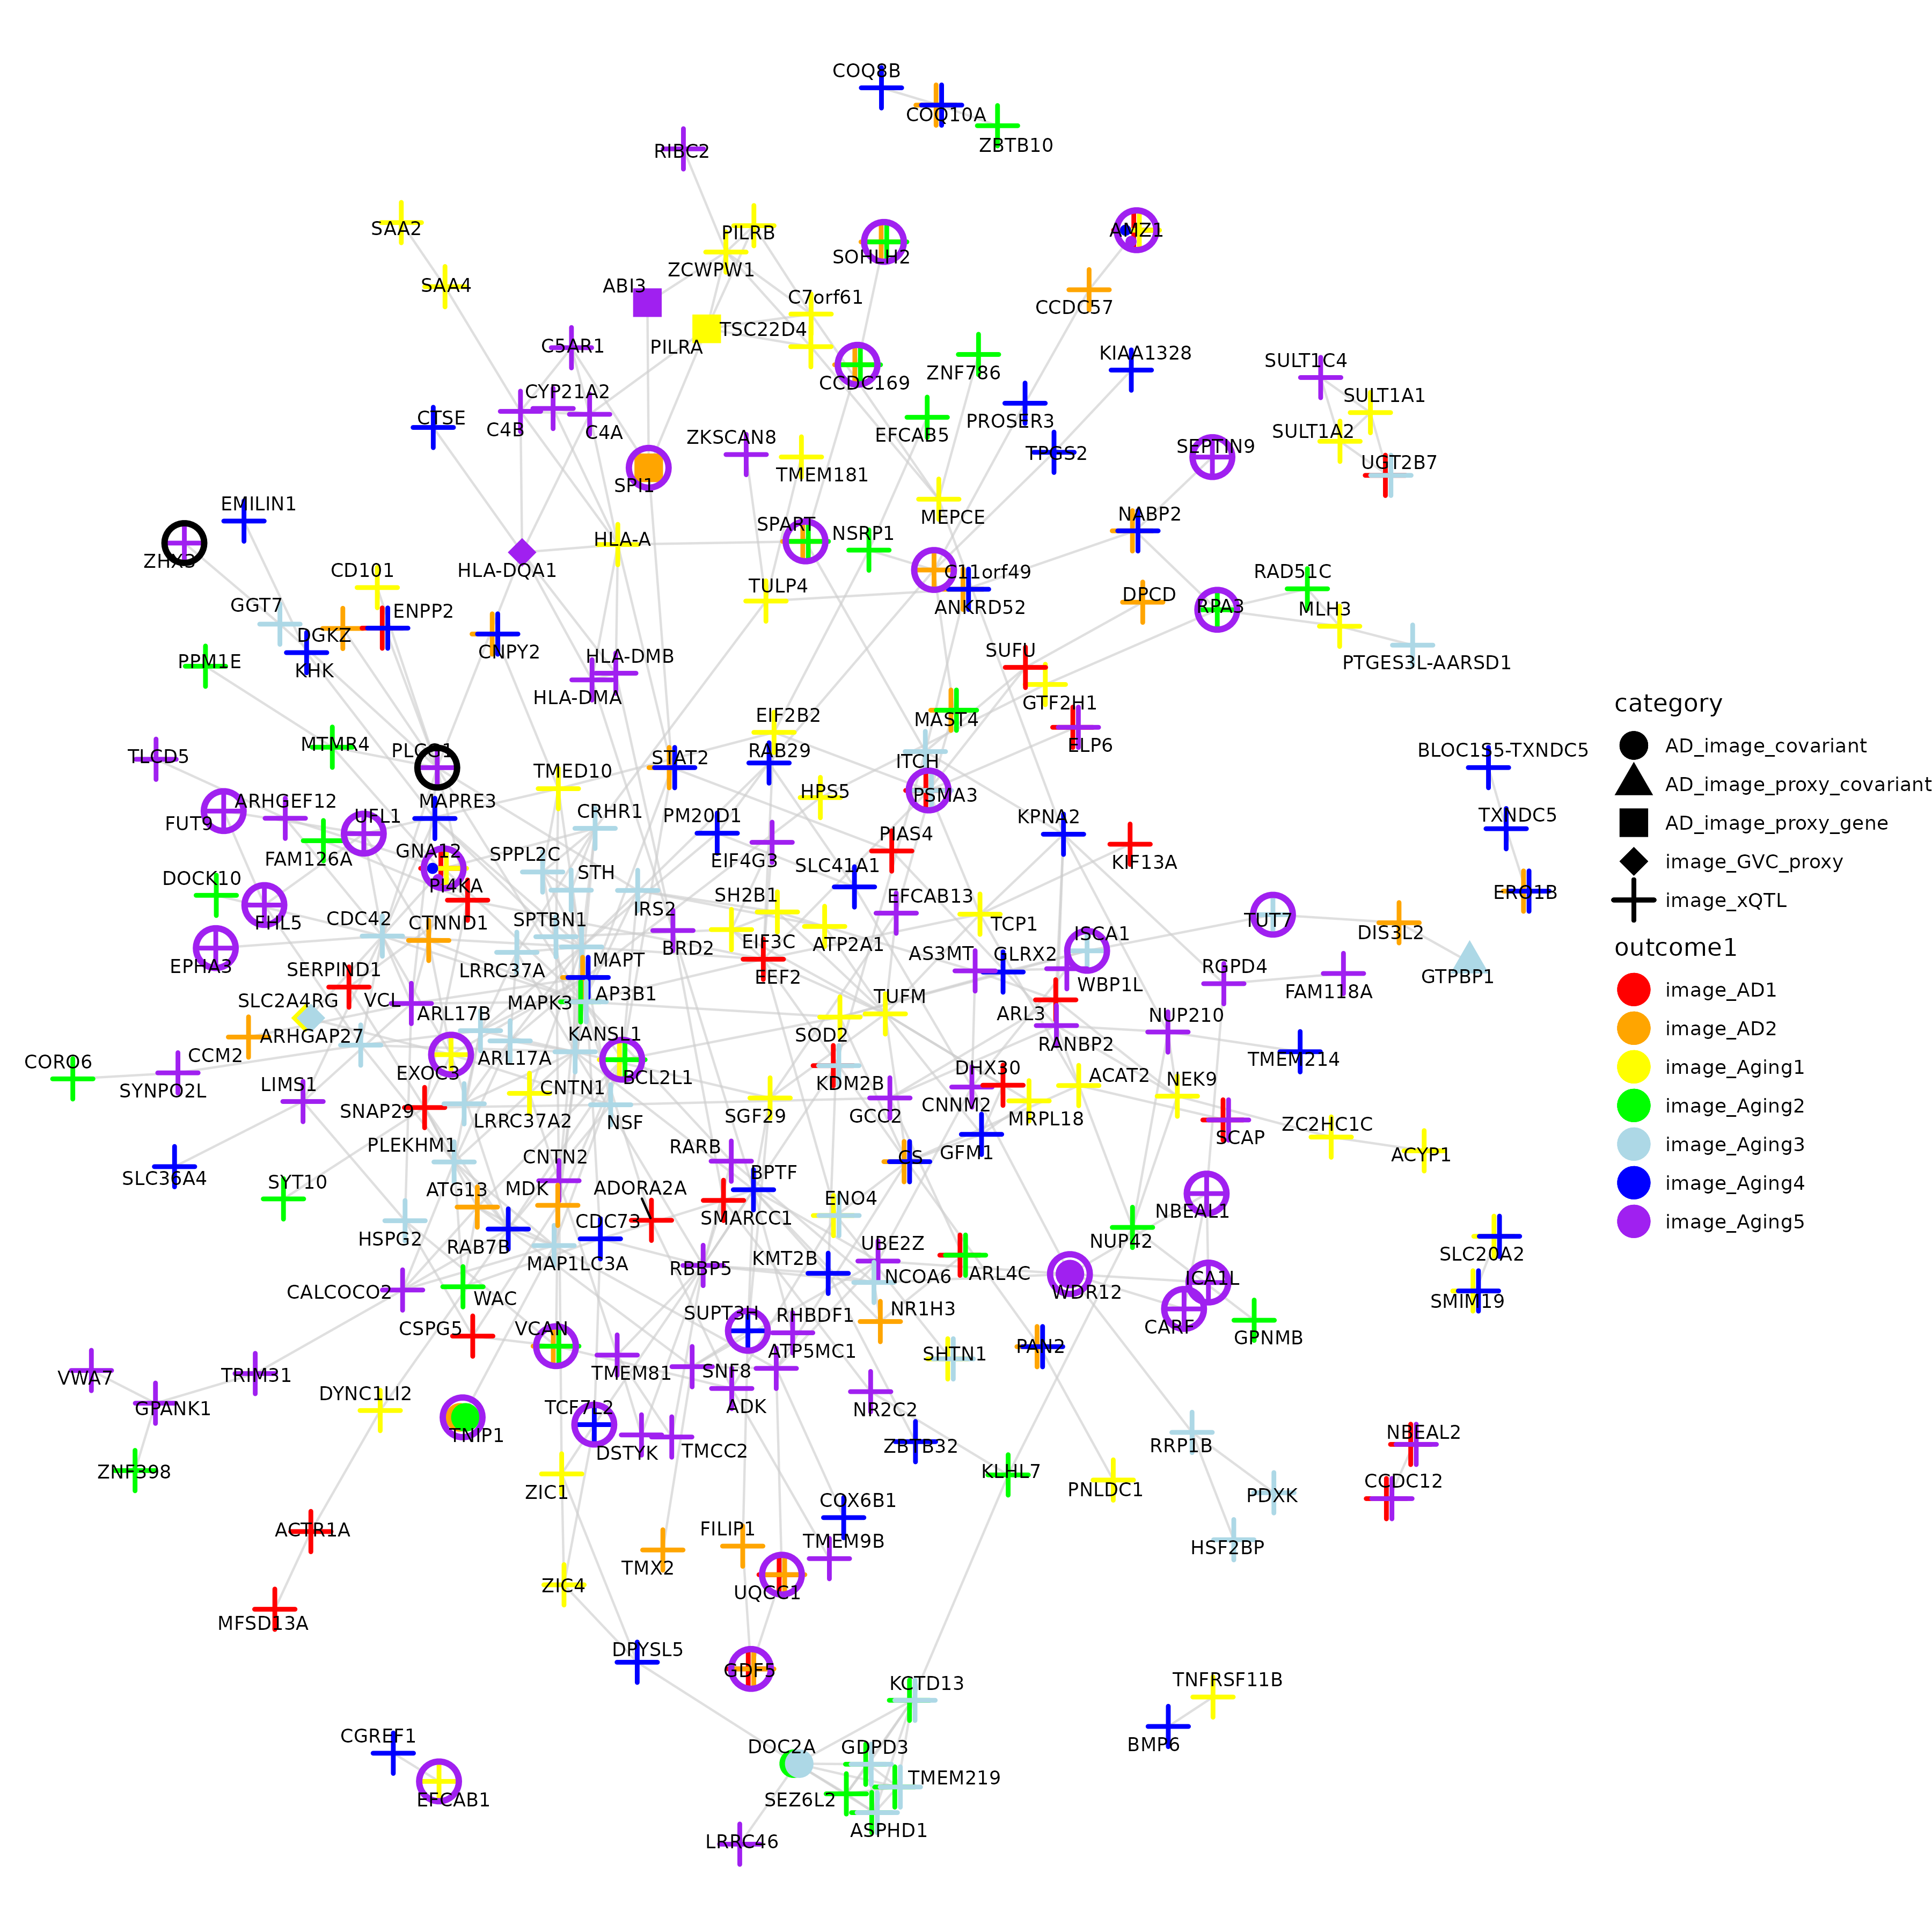 COQ8B
COQ10A
ZBTB10
RIBC2
SAA2
PILRB
AMZ1
SOHLH2
ZCWPW1
SAA4
ABI3
C7orf61
CCDC57
TSC22D4
C5AR1
PILRA
KIAA1328
SULT1C4
ZNF786
CCDC169
CYP21A2
SULT1A1
CTSE
C4B
C4A
PROSER3
EFCAB5
SULT1A2
ZKSCAN8
SEPTIN9
TPGS2
UGT2B7
TMEM181
SPI1
EMILIN1
MEPCE
NABP2
SPART
NSRP1
HLA-A
ZHX3
CD101
HLA-DQA1
C11orf49
RAD51C
TULP4
DPCD
GGT7
ENPP2
ANKRD52
RPA3
MLH3
DGKZ
CNPY2
HLA-DMB
SUFU
PPM1E
KHK
PTGES3L-AARSD1
HLA-DMA
GTF2H1
category
EIF2B2
MAST4
MTMR4
PLCG1
RAB29
ELP6
AD_image_covariant
BLOC1S5-TXNDC5
TLCD5
STAT2
ITCH
TMED10
AD_image_proxy_covariant
HPS5
PSMA3
ARHGEF12
MAPRE3
CRHR1
PM20D1
KPNA2
TXNDC5
AD_image_proxy_gene
FUT9
UFL1
PIAS4
FAM126A
GNA12
SPPL2C
EIF4G3
SLC41A1
KIF13A
image_GVC_proxy
DOCK10
PI4KA
STH
SH2B1
EFCAB13
ERO1B
image_xQTL
FHL5
CDC42
CTNND1
SPTBN1
IRS2
BRD2
EIF3C
ATP2A1
TCP1
ISCA1
TUT7
DIS3L2
outcome1
EPHA3
SERPIND1
LRRC37A
MAPT
EEF2
AS3MT
GLRX2
WBP1L
RGPD4
FAM118A
GTPBP1
image_AD1
SLC2A4RG
VCL
MAPK3
AP3B1
TUFM
ARL3
NUP210
ARHGAP27
ARL17B
KANSL1
SOD2
RANBP2
image_AD2
CORO6
CCM2
ARL17A
TMEM214
SYNPO2L
LIMS1
EXOC3
CNTN1
BCL2L1
KDM2B
DHX30
ACAT2
NEK9
image_Aging1
SNAP29
LRRC37A2
NSF
SGF29
GCC2
CNNM2
MRPL18
ZC2HC1C
image_Aging2
PLEKHM1
RARB
GFM1
SCAP
ACYP1
image_Aging3
SLC36A4
SYT10
CNTN2
BPTF
CS
image_Aging4
ATG13
MDK
ADORA2A
ENO4
NBEAL1
image_Aging5
HSPG2
RAB7B
CDC73
SMARCC1
UBE2Z
NUP42
SLC20A2
MAP1LC3A
RBBP5
KMT2B
NCOA6
ARL4C
ICA1L
CALCOCO2
WAC
WDR12
SMIM19
CSPG5
VCAN
SUPT3H
RHBDF1
NR1H3
CARF
GPNMB
VWA7
TRIM31
TMEM81
SNF8
ATP5MC1
SHTN1
PAN2
GPANK1
DYNC1LI2
TNIP1
TCF7L2
ADK
NR2C2
NBEAL2
ZNF398
DSTYK
TMCC2
ZBTB32
RRP1B
ZIC1
KLHL7
PNLDC1
PDXK
CCDC12
ACTR1A
COX6B1
FILIP1
TMEM9B
HSF2BP
TMX2
ZIC4
UQCC1
MFSD13A
DPYSL5
GDF5
KCTD13
TNFRSF11B
CGREF1
DOC2A
GDPD3
BMP6
TMEM219
EFCAB1
SEZ6L2
ASPHD1
LRRC46